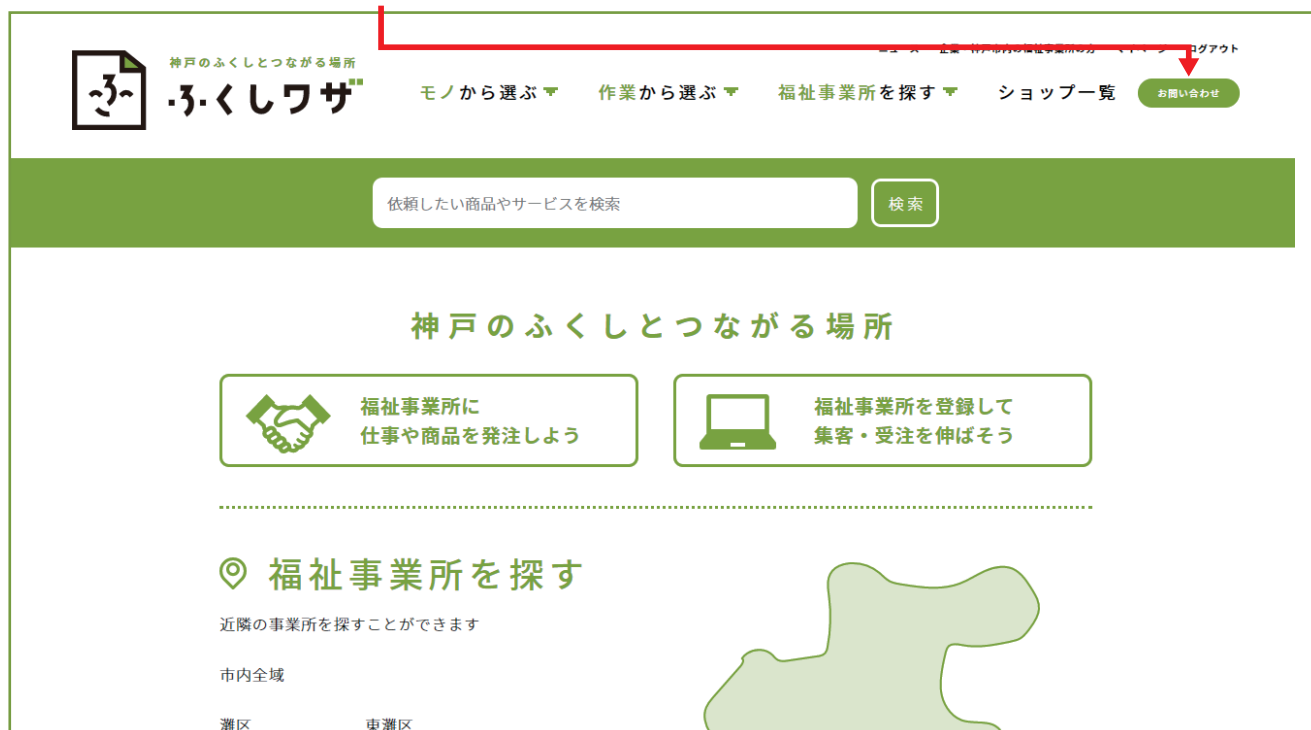 神戸のふくしとつながる場所
ふくしワザ
モノから選ぶ
作業から選ぶ
福祉事業所を探す
ショップ一覧
お問い合わせ
依頼したい商品やサービスを検索
検索
神戸のふくしとつながる場所
福祉事業所に
仕事や商品を発注しよう
福祉事業所を登録して
集客・受注を伸ばそう
福祉事業所を探す
近隣の事業所を探すことができます
市内全域
灘区 東灘区